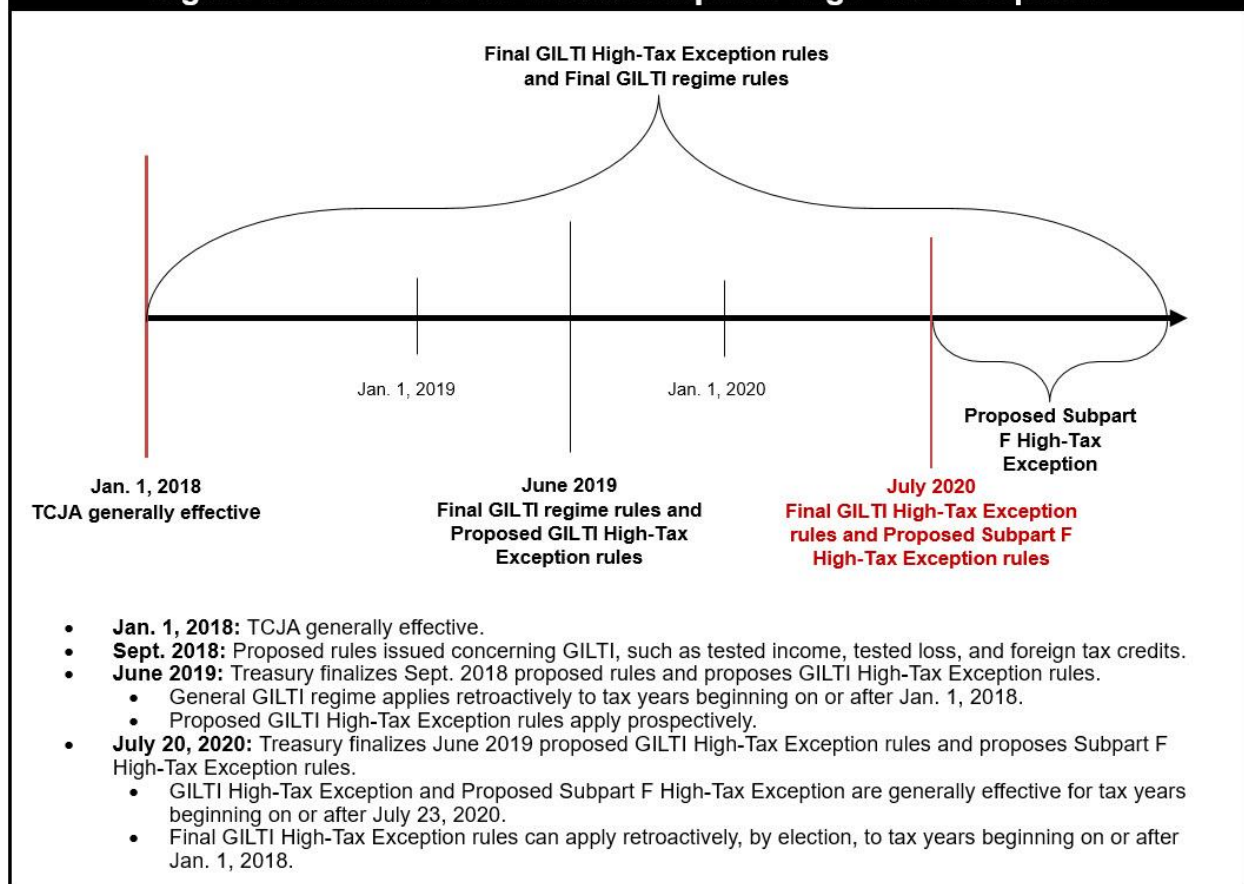 Final GILTI High-Tax Exception rules
and Final GILTI regime rules
Jan. 1, 2019
Jan. 1, 2020
Proposed Subpart
F High-Tax
Exception
Jan. 1, 2018
TCJA generally effective
June 2019
Final GILTI regime rules and
Proposed GILTI High-Tax
Exception rules
July 2020
Final GILTI High-Tax Exception
rules and Proposed Subpart F
High-Tax Exception rules
• Jan. 1, 2018: TCJA generally effective.
• Sept. 2018: Proposed rules issued concerning GILTI, such as tested income, tested loss, and foreign tax credits.
• June 2019: Treasury finalizes Sept. 2018 proposed rules and proposes GILTI High-Tax Exception rules.
• General GILTI regime applies retroactively to tax years beginning on or after Jan. 1, 2018.
• Proposed GILTI High-Tax Exception rules apply prospectively.
• July 20, 2020: Treasury finalizes June 2019 proposed GILTI High-Tax Exception rules and proposes Subpart F
High-Tax Exception rules.
• GILTI High-Tax Exception and Proposed Subpart F High-Tax Exception are generally effective for tax years
beginning on or after July 23, 2020.
• Final GILTI High-Tax Exception rules can apply retroactively, by election, to tax years beginning on or after
Jan. 1, 2018.